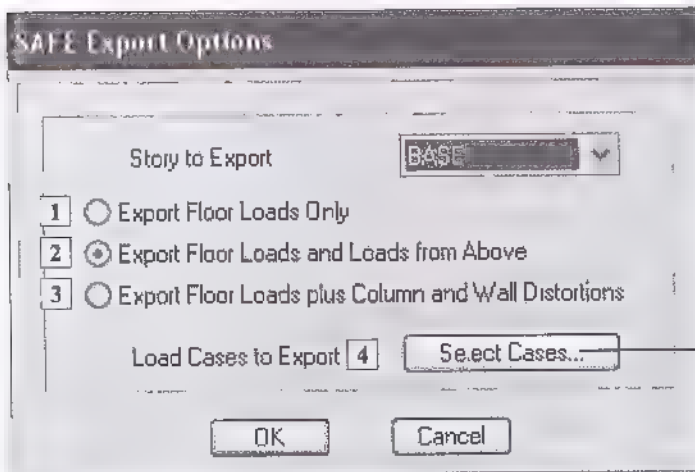 SAFE Export Options
Story to Export BASE
1 Export Floor Loads Only
2 Export Floor Loads and Loads from Above
3 Export Floor Loads plus Column and Wall Distortions
Load Cases to Export 4 Select Cases...
OK Cancel